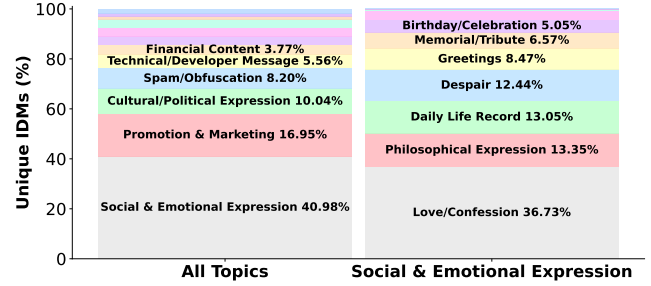 100
80
60
40
20
0
Unique IDMs (%)
Financial Content 3.77%
Technical/Developer Message 5.56%
Spam/Obfuscation 8.20%
Cultural/Political Expression 10.04%
Promotion & Marketing 16.95%
Social & Emotional Expression 40.98%
Birthday/Celebration 5.05%
Memorial/Tribute 6.57%
Greetings 8.47%
Despair 12.44%
Daily Life Record 13.05%
Philosophical Expression 13.35%
Love/Confession 36.73%
All Topics
Social & Emotional Expression